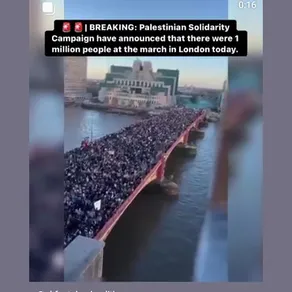 0.16
🚨🚨| BREAKING: Palestinian Solidarity
Campaign have announced that there were 1
million people at the march in London today.